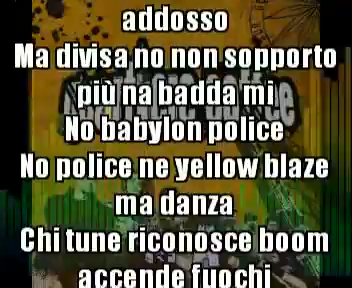 addosso
Ma divisa no non sopporto
più na badda mi
No babylon police
No police ne yellow blaze
ma danza
Chi tune riconosce boom
accende fuochi